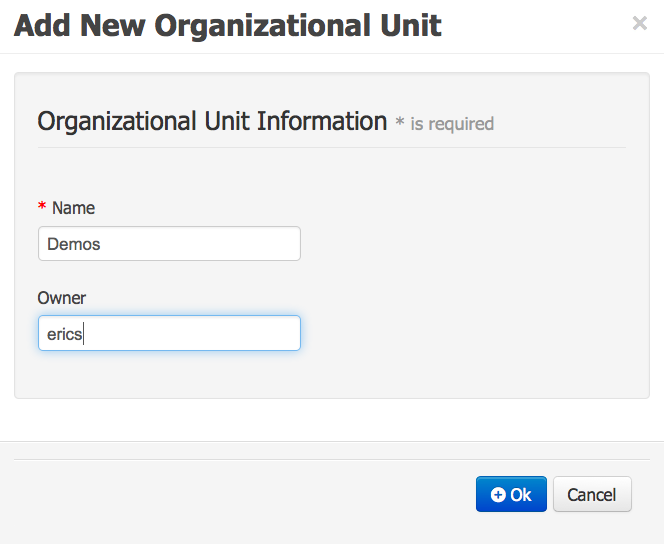 Add New Organizational Unit ×
Organizational Unit Information * is required
* Name
Demos
Owner
erics
Ok Cancel